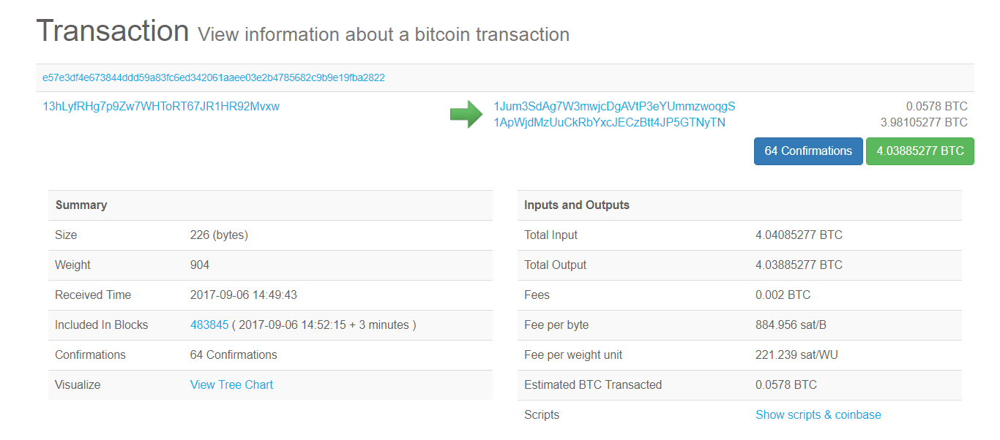 Transaction View information about a bitcoin transaction
e57e3df4e673844ddd59a83fc6ed342061aaee03e2b4785682c9b9e19fba2822
13hLyfRHg7p9Zw7WHToRT67JR1HR92Mvxw
1Jum3SdAg7W3mwjcDgAVtP3eYUmmzwoqgS 0.0578 BTC
1ApWjdMzUuCkRbYxcJECzBtt4JP5GTNyTN 3.98105277 BTC
64 Confirmations 4.03885277 BTC
Summary
Size 226 (bytes)
Weight 904
Received Time 2017-09-06 14:49:43
Included In Blocks 483845 ( 2017-09-06 14:52:15 + 3 minutes )
Confirmations 64 Confirmations
Visualize View Tree Chart
Inputs and Outputs
Total Input 4.04085277 BTC
Total Output 4.03885277 BTC
Fees 0.002 BTC
Fee per byte 884.956 sat/B
Fee per weight unit 221.239 sat/WU
Estimated BTC Transacted 0.0578 BTC
Scripts Show scripts & coinbase